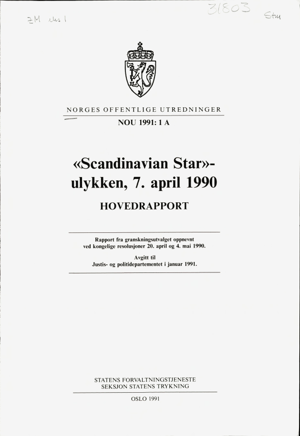 31803
NORGES OFFENTLIGE UTREDNINGER
NOU 1991: 1 A
«Scandinavian Star»-
ulykken, 7. april 1990
HOVEDRAPPORT
Rapport fra granskningsutvalget oppnevnt
ved kongelige resolusjoner 20. april og 4. mai 1990.
Avgitt til
Justis- og politidepartementet i januar 1991.
STATENS FORVALTNINGSTJENESTE
SEKSJON STATENS TRYKNING
OSLO 1991